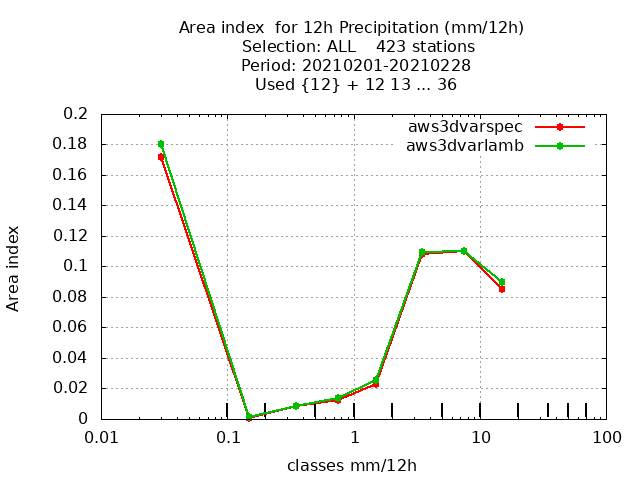 Area index  for 12h Precipitation (mm/12h)
Selection: ALL    423 stations
Period: 20210201-20210228
Used {12} + 12 13 ... 36
aws3dvarspec
aws3dvarlamb
0.2
0.18
0.16
0.14
0.12
0.1
0.08
0.06
0.04
0.02
0
Area index
0.01 0.1 1 10 100
classes mm/12h